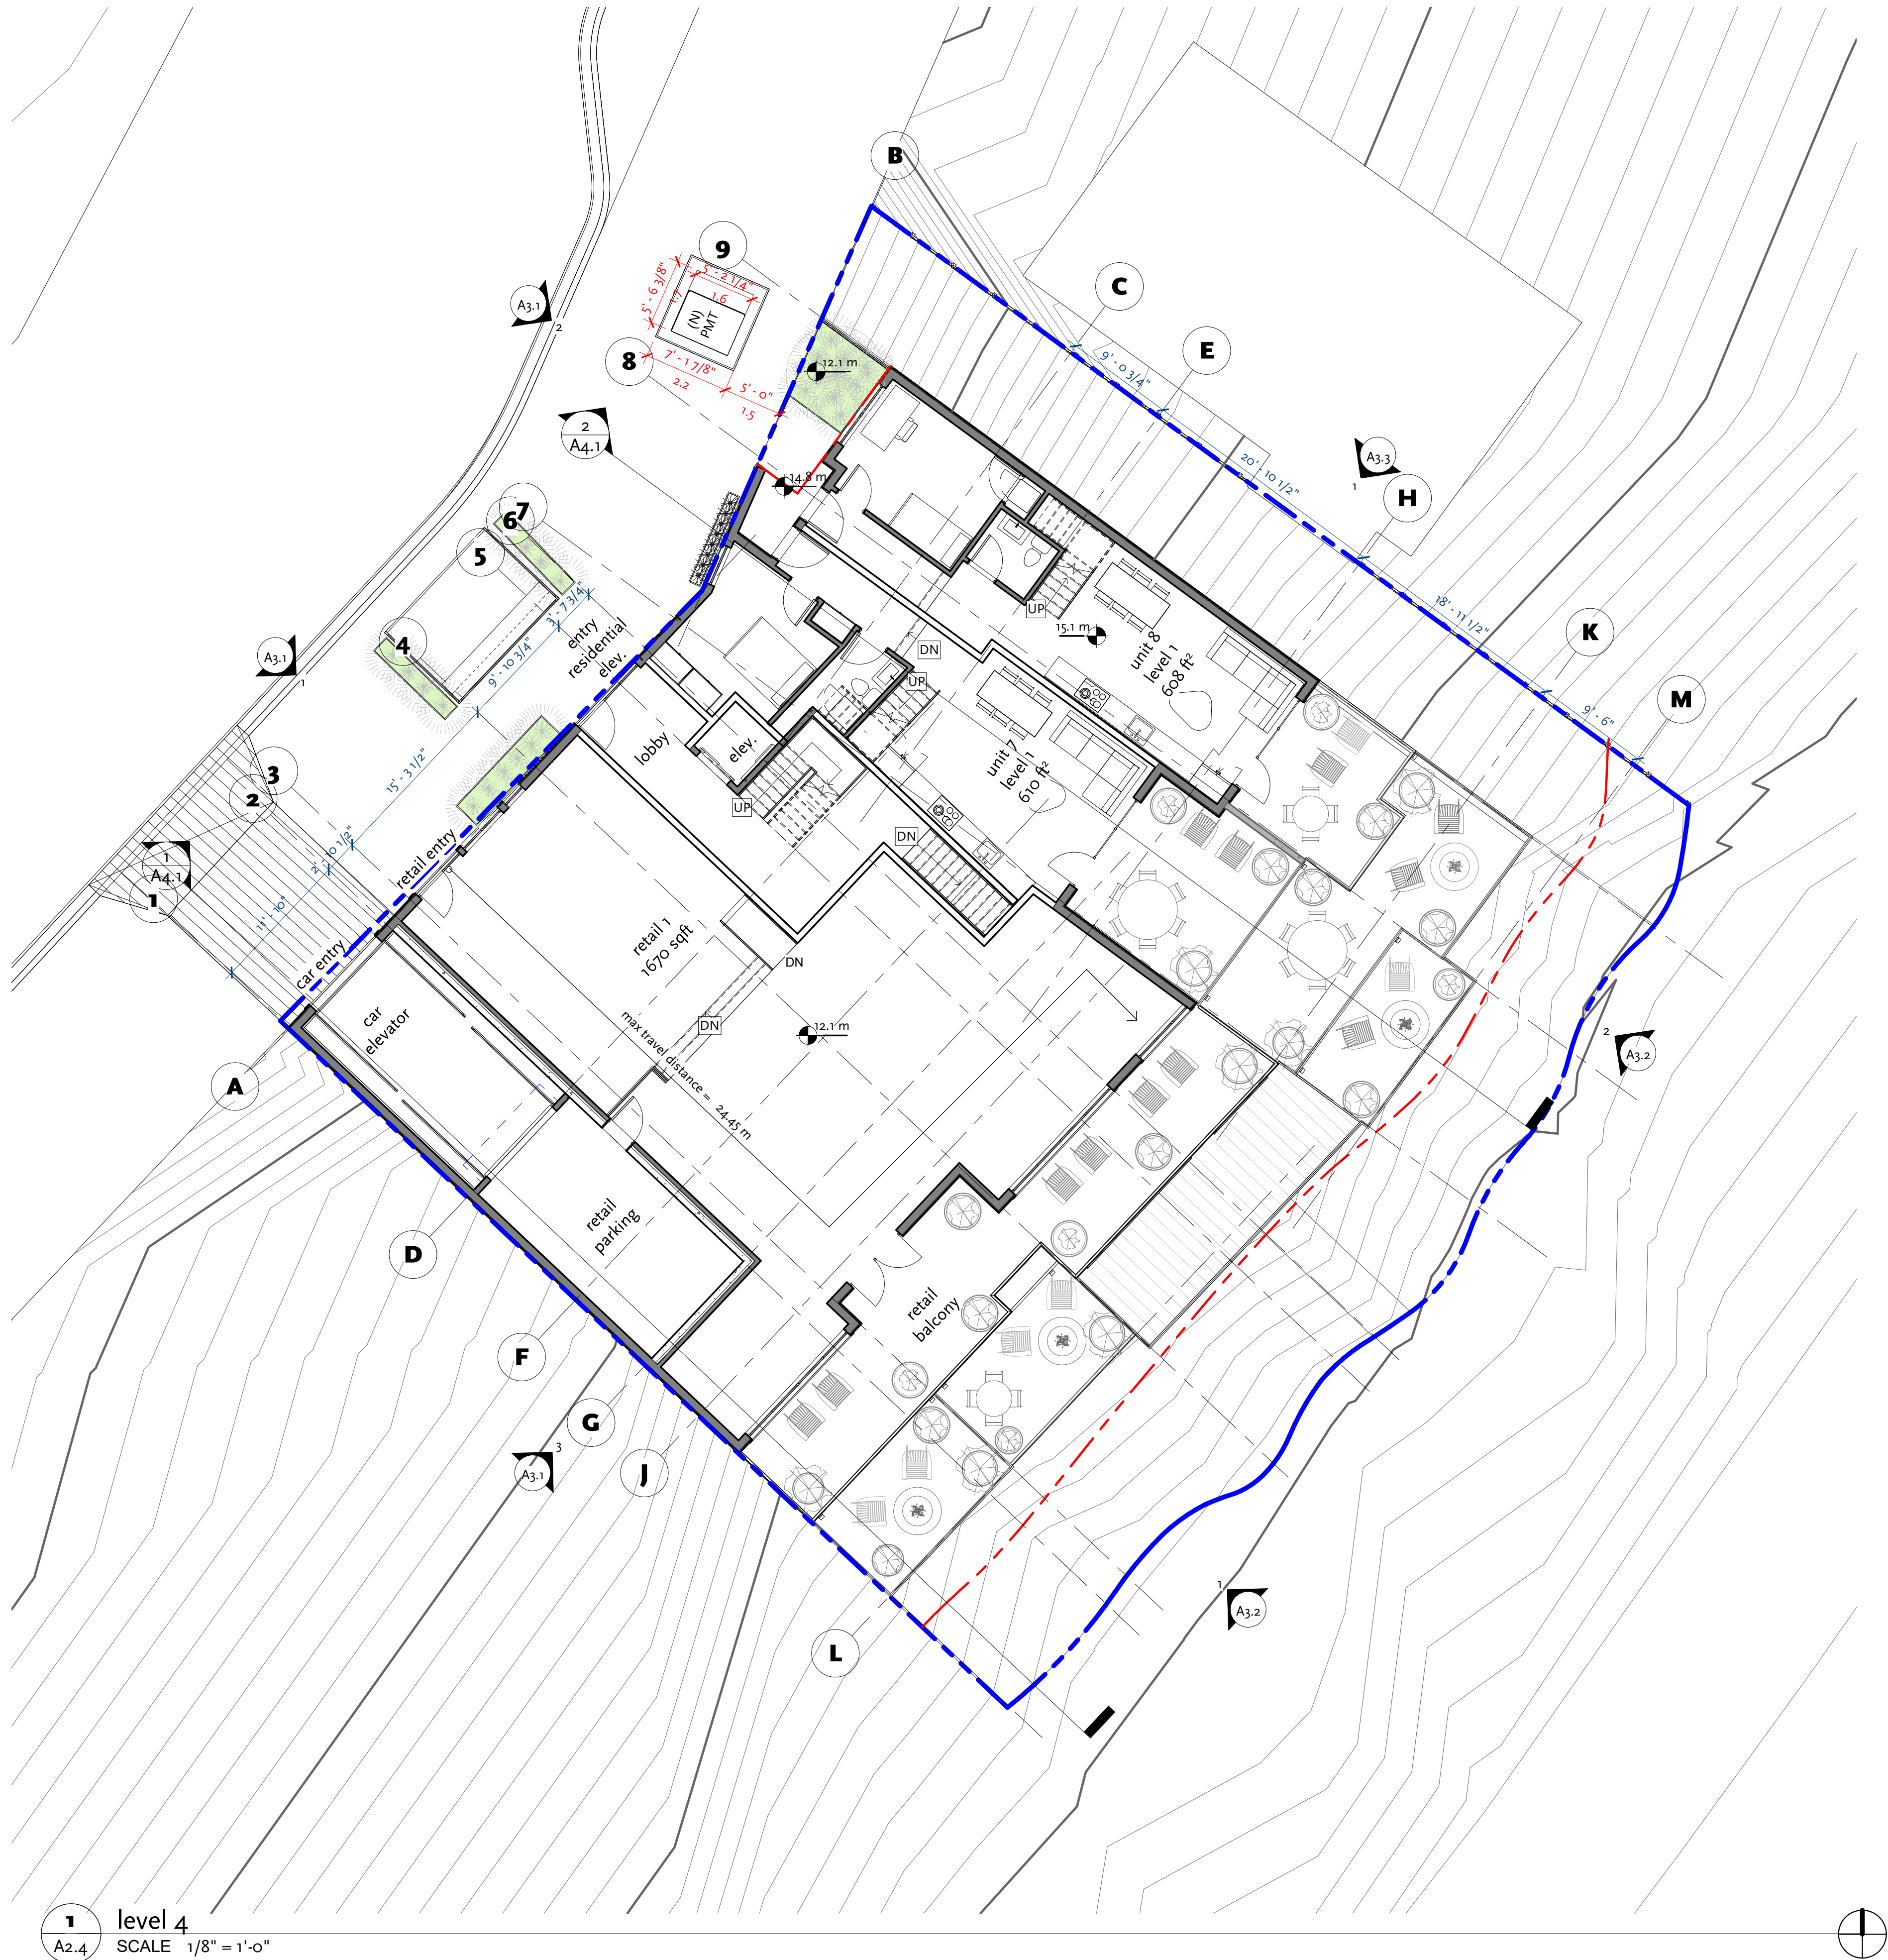 B
9
5' - 2 1/4"
5' - 6 3/8"
1.7
1.6
(N)
PMT
C
A3.1
2
E
8
7' - 1 7/8"
2.2
5' - 0"
1.5
12.1 m
9' - 0 3/4"
2
A4.1
A3.3
1
H
20' - 10 1/2"
14.8 m
7
6
5
3' - 7 3/4"
18' - 11 1/2"
K
UP
15.1 m
unit 8
level 1
608 ft²
4
entry
residential
elev.
9' - 10 3/4"
DN
UP
A3.1
1
M
9' - 6"
lobby
elev.
unit 7
level 1
610 ft²
3
2
15' - 3 1/2"
UP
DN
2' - 10 1/2"
retail entry
1
A4.1
1
11' - 10"
retail 1
1670 sqft
DN
car entry
car
elevator
DN
12.1 m
max travel distance = 24.45 m
2
A3.2
A
D
retail
parking
retail
balcony
F
G
J
3
A3.1
1
A3.2
L
1
A2.4
level 4
SCALE 1/8" = 1'-0"